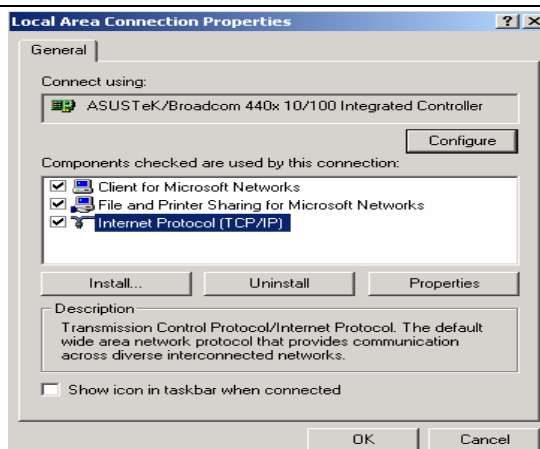 Local Area Connection Properties
General
Connect using:
ASUSTeK/Broadcom 440x 10/100 Integrated Controller
Configure
Components checked are used by this connection:
Client for Microsoft Networks
File and Printer Sharing for Microsoft Networks
Internet Protocol (TCP/IP)
Install... Uninstall Properties
Description
Transmission Control Protocol/Internet Protocol. The default
wide area network protocol that provides communication
across diverse interconnected networks.
Show icon in taskbar when connected
OK Cancel